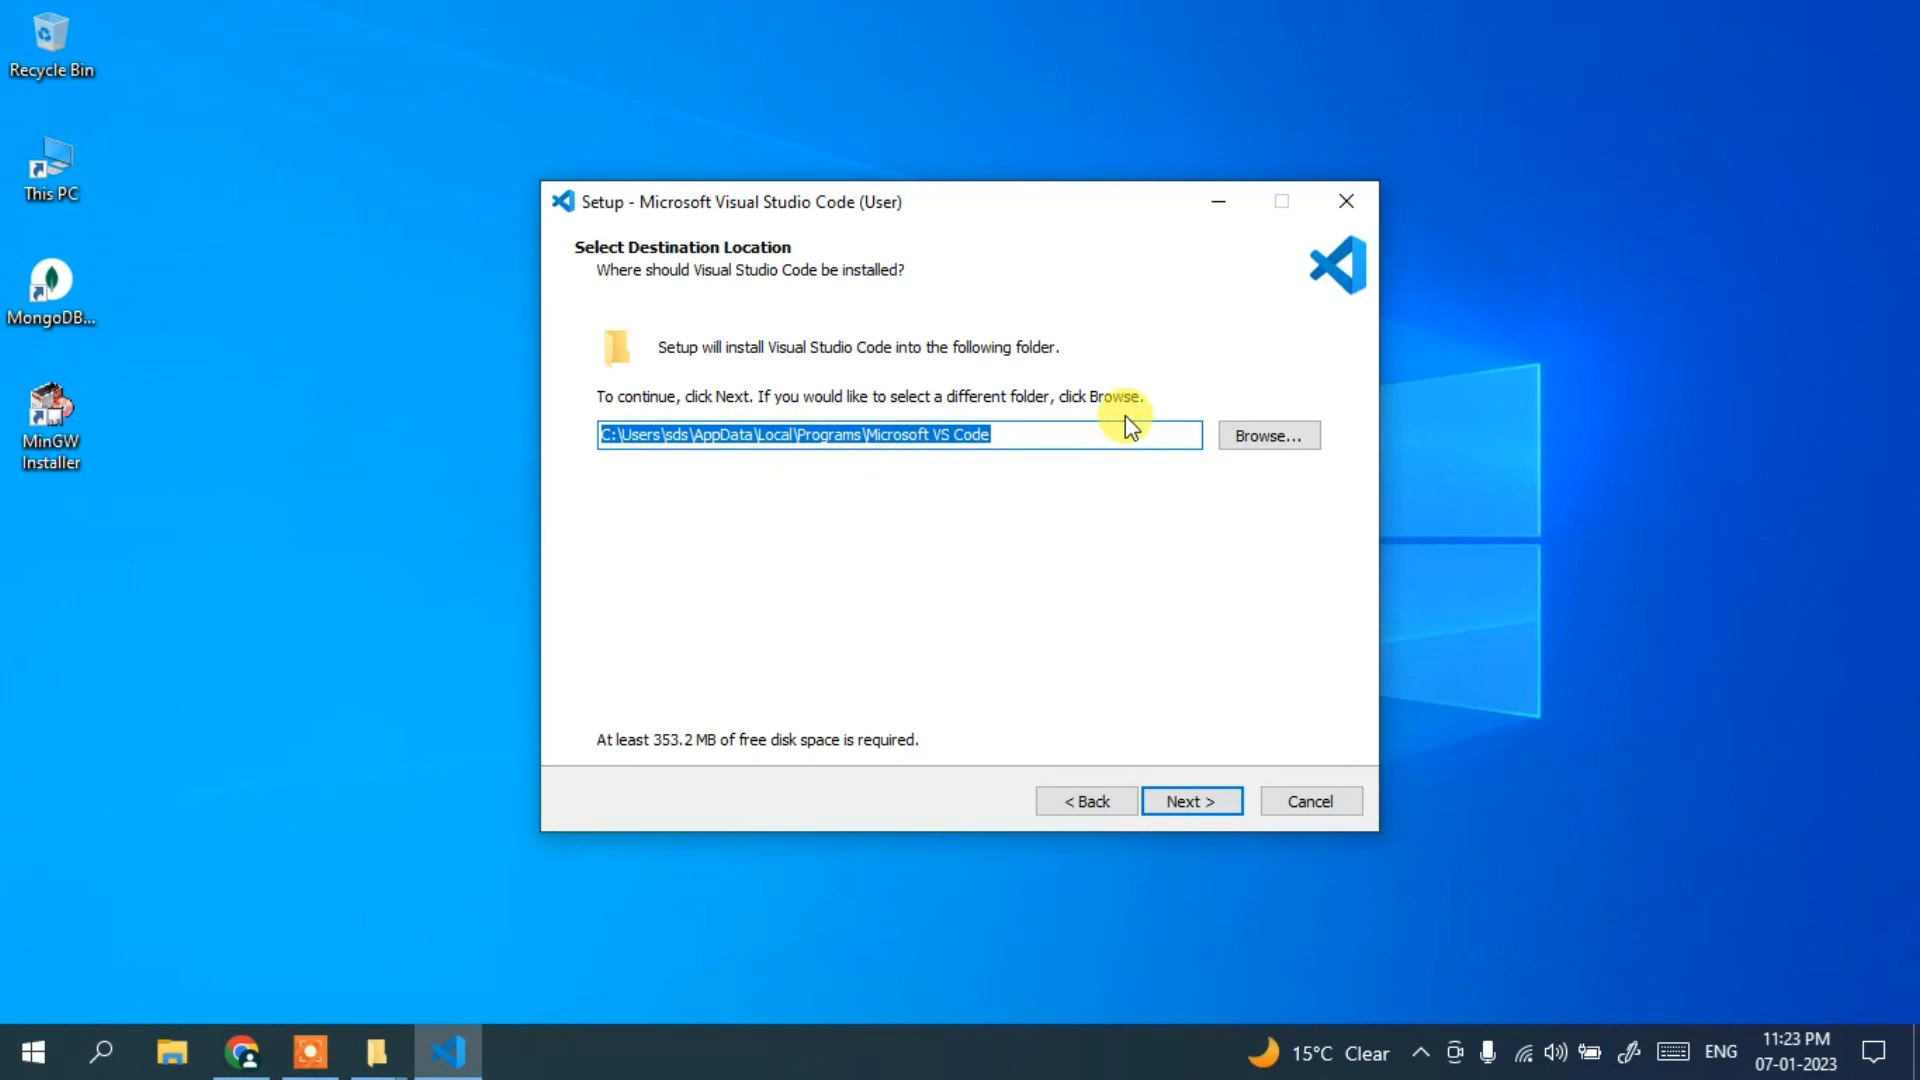 Recycle Bin
This PC
MongoDB...
MinGW
Installer
Setup - Microsoft Visual Studio Code (User)
Select Destination Location
Where should Visual Studio Code be installed?
Setup will install Visual Studio Code into the following folder.
To continue, click Next. If you would like to select a different folder, click Browse.
C:\Users\sds\AppData\Local\Programs\Microsoft VS Code
Browse...
At least 353.2 MB of free disk space is required.
< Back
Next >
Cancel
15°C Clear
ENG
11:23 PM
07-01-2023